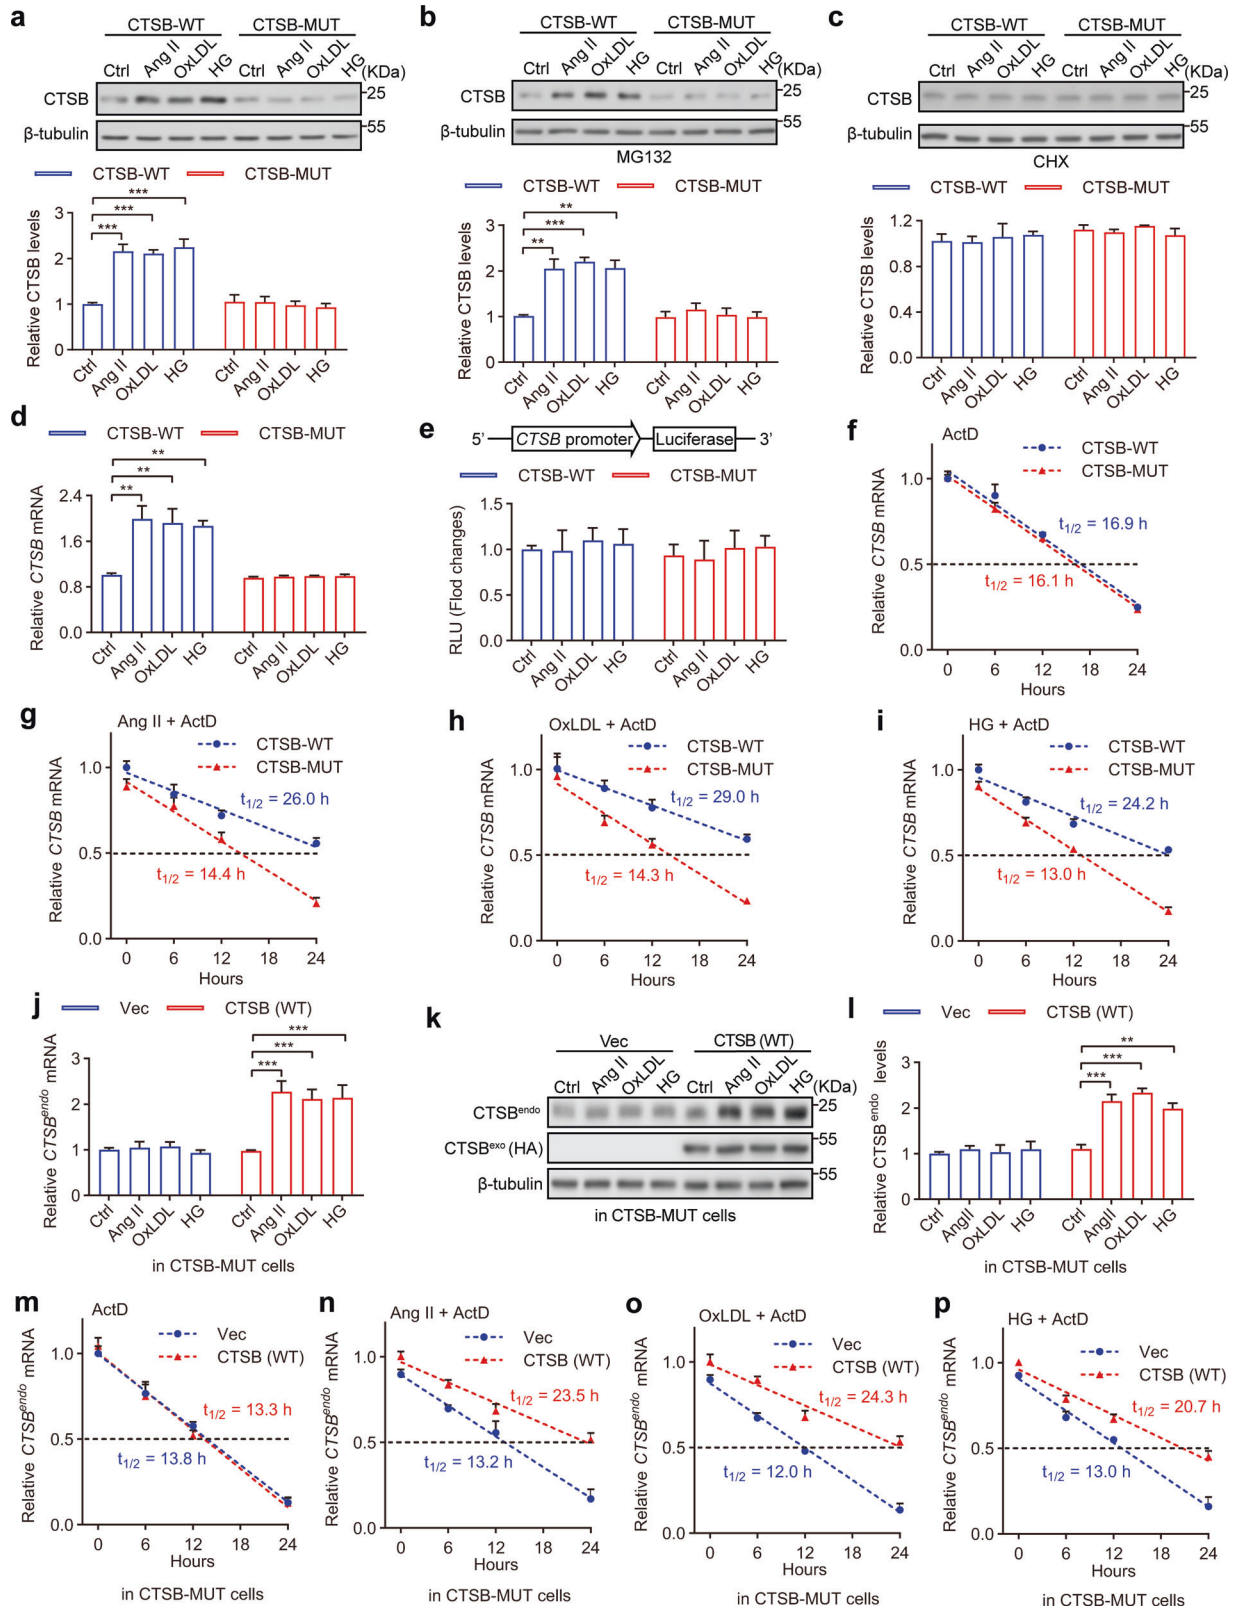 a
CTSB-WT CTSB-MUT
Ctrl Ang II OxLDL HG Ctrl Ang II OxLDL HG (KDa)
CTSB 25
β-tubulin 55
CTSB-WT CTSB-MUT
Relative CTSB levels
*** *** ***
3
2
1
0
Ctrl Ang II OxLDL HG Ctrl Ang II OxLDL HG
b
CTSB-WT CTSB-MUT
Ctrl Ang II OxLDL HG Ctrl Ang II OxLDL HG (KDa)
CTSB 25
β-tubulin 55
MG132
CTSB-WT CTSB-MUT
Relative CTSB levels
** *** **
3
2
1
0
Ctrl Ang II OxLDL HG Ctrl Ang II OxLDL HG
c
CTSB-WT CTSB-MUT
Ctrl Ang II OxLDL HG Ctrl Ang II OxLDL HG (KDa)
CTSB 25
β-tubulin 55
CHX
CTSB-WT CTSB-MUT
Relative CTSB levels
1.2
0.8
0.4
0.0
Ctrl Ang II OxLDL HG Ctrl Ang II OxLDL HG
d
CTSB-WT CTSB-MUT
Relative CTSB mRNA
** ** **
2.4
1.6
0.8
0.0
Ctrl Ang II OxLDL HG Ctrl Ang II OxLDL HG
e
5’ CTSB promoter Luciferase 3’
CTSB-WT CTSB-MUT
RLU (Flod changes)
1.5
1.0
0.5
0.0
Ctrl Ang II OxLDL HG Ctrl Ang II OxLDL HG
f
ActD
CTSB-WT
CTSB-MUT
Relative CTSB mRNA
1.0
0.5
0.0
t1/2 = 16.9 h
t1/2 = 16.1 h
0 6 12 18 24
Hours
g
Ang II + ActD
CTSB-WT
CTSB-MUT
Relative CTSB mRNA
1.0
0.5
0.0
t1/2 = 26.0 h
t1/2 = 14.4 h
0 6 12 18 24
Hours
h
OxLDL + ActD
CTSB-WT
CTSB-MUT
Relative CTSB mRNA
1.0
0.5
0.0
t1/2 = 29.0 h
t1/2 = 14.3 h
0 6 12 18 24
Hours
i
HG + ActD
CTSB-WT
CTSB-MUT
Relative CTSB mRNA
1.0
0.5
0.0
t1/2 = 24.2 h
t1/2 = 13.0 h
0 6 12 18 24
Hours
j
Vec CTSB (WT)
Relative CTSBendo mRNA
*** *** ***
3
2
1
0
Ctrl Ang II OxLDL HG Ctrl Ang II OxLDL HG
in CTSB-MUT cells
k
Vec CTSB (WT)
Ctrl Ang II OxLDL HG Ctrl Ang II OxLDL HG (KDa)
CTSBendo 25
CTSBexo (HA) 55
β-tubulin 55
in CTSB-MUT cells
l
Vec CTSB (WT)
Relative CTSB endo levels
*** *** **
3
2
1
0
Ctrl AngII OxLDL HG Ctrl AngII OxLDL HG
in CTSB-MUT cells
m
ActD
Vec
CTSB (WT)
Relative CTSBendo mRNA
1.0
0.5
0.0
t1/2 = 13.3 h
t1/2 = 13.8 h
0 6 12 18 24
Hours
in CTSB-MUT cells
n
Ang II + ActD
Vec
CTSB (WT)
Relative CTSBendo mRNA
1.0
0.5
0.0
t1/2 = 23.5 h
t1/2 = 13.2 h
0 6 12 18 24
Hours
in CTSB-MUT cells
o
OxLDL + ActD
Vec
CTSB (WT)
Relative CTSBendo mRNA
1.0
0.5
0.0
t1/2 = 24.3 h
t1/2 = 12.0 h
0 6 12 18 24
Hours
in CTSB-MUT cells
p
HG + ActD
Vec
CTSB (WT)
Relative CTSBendo mRNA
1.0
0.5
0.0
t1/2 = 20.7 h
t1/2 = 13.0 h
0 6 12 18 24
Hours
in CTSB-MUT cells